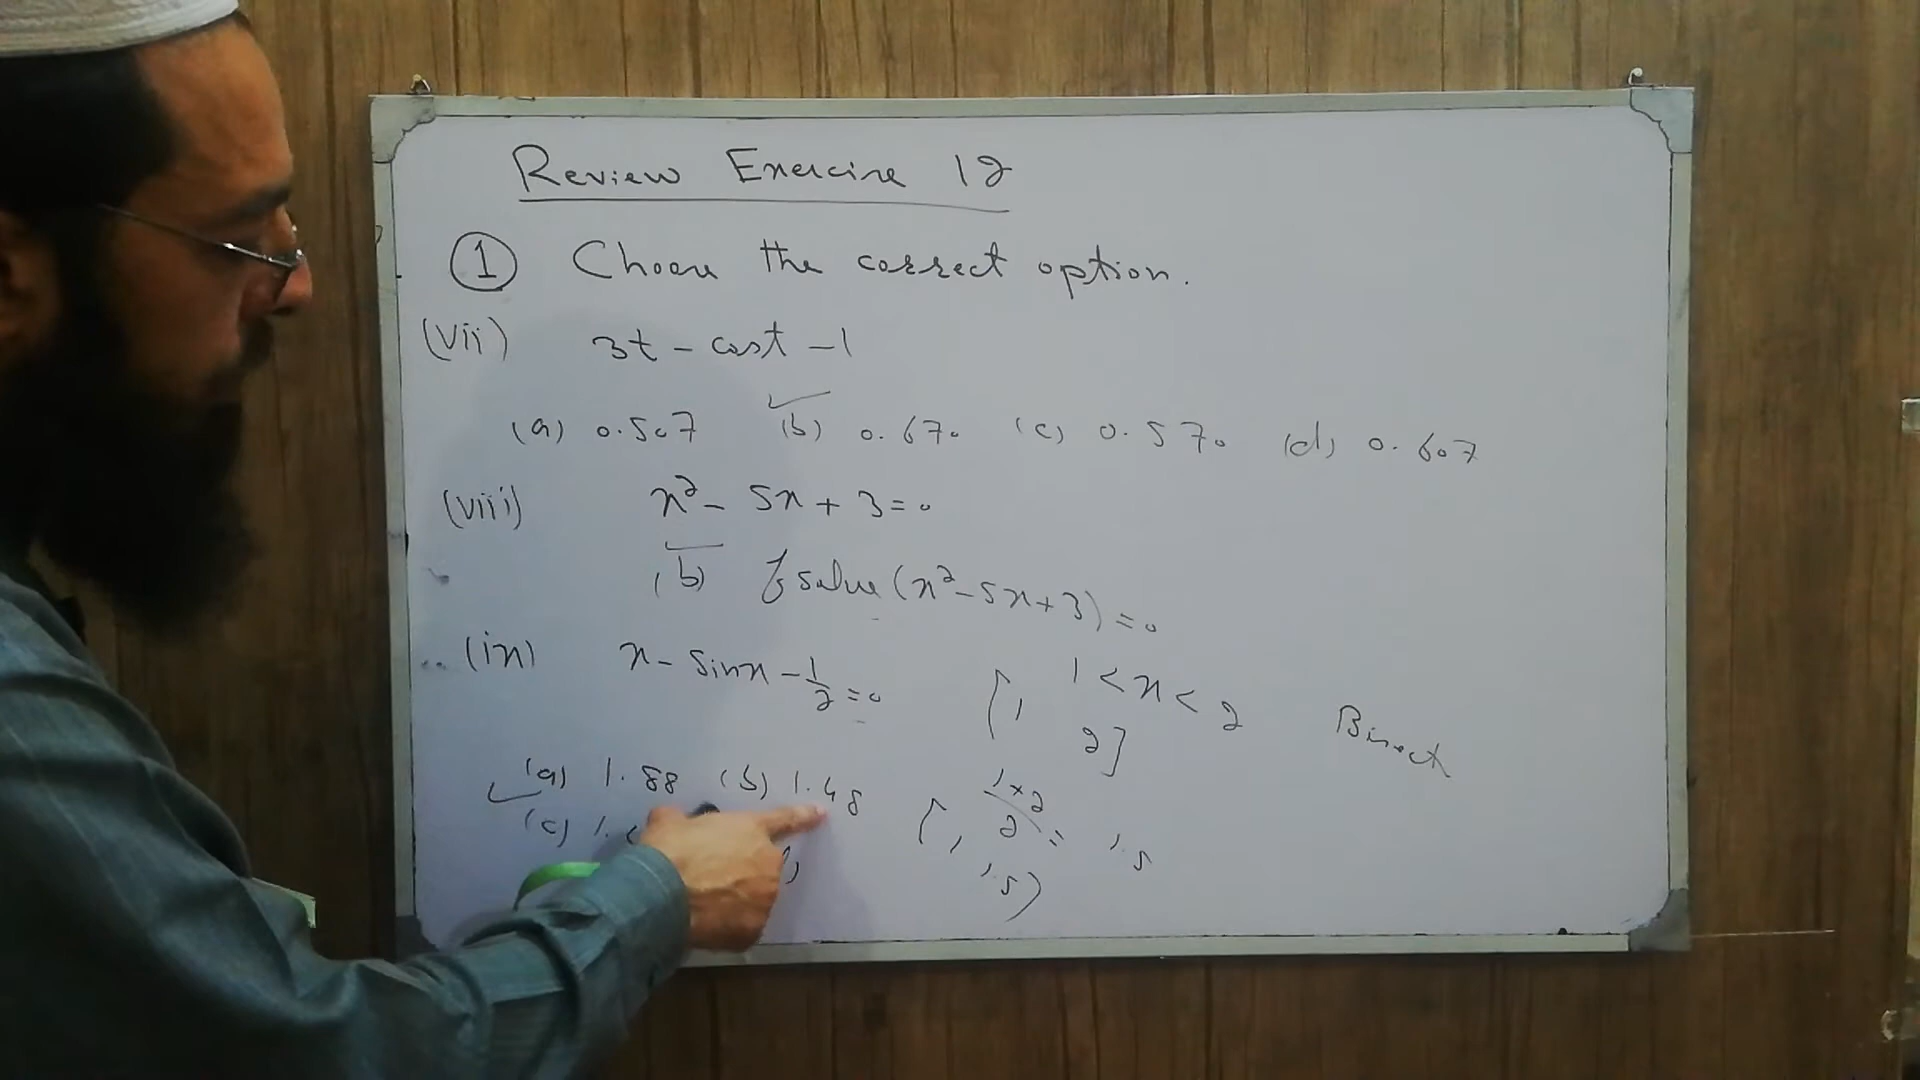 Review Exercise 12
① Choose the correct option.
(vii) 3t - cost - 1
(a) 0.507 (b) 0.670 (c) 0.570 (d) 0.607
(viii) x² - 5x + 3 = 0
(b) fsolve (x² - 5x + 3) = 0
(ix) x - sinx - 1/2 = 0 1 < x < 2 Bisect
[1, 2]
(a) 1.88 (b) 1.48
(c) 1.
1+2/2 = 1.5
[1, 1.5]